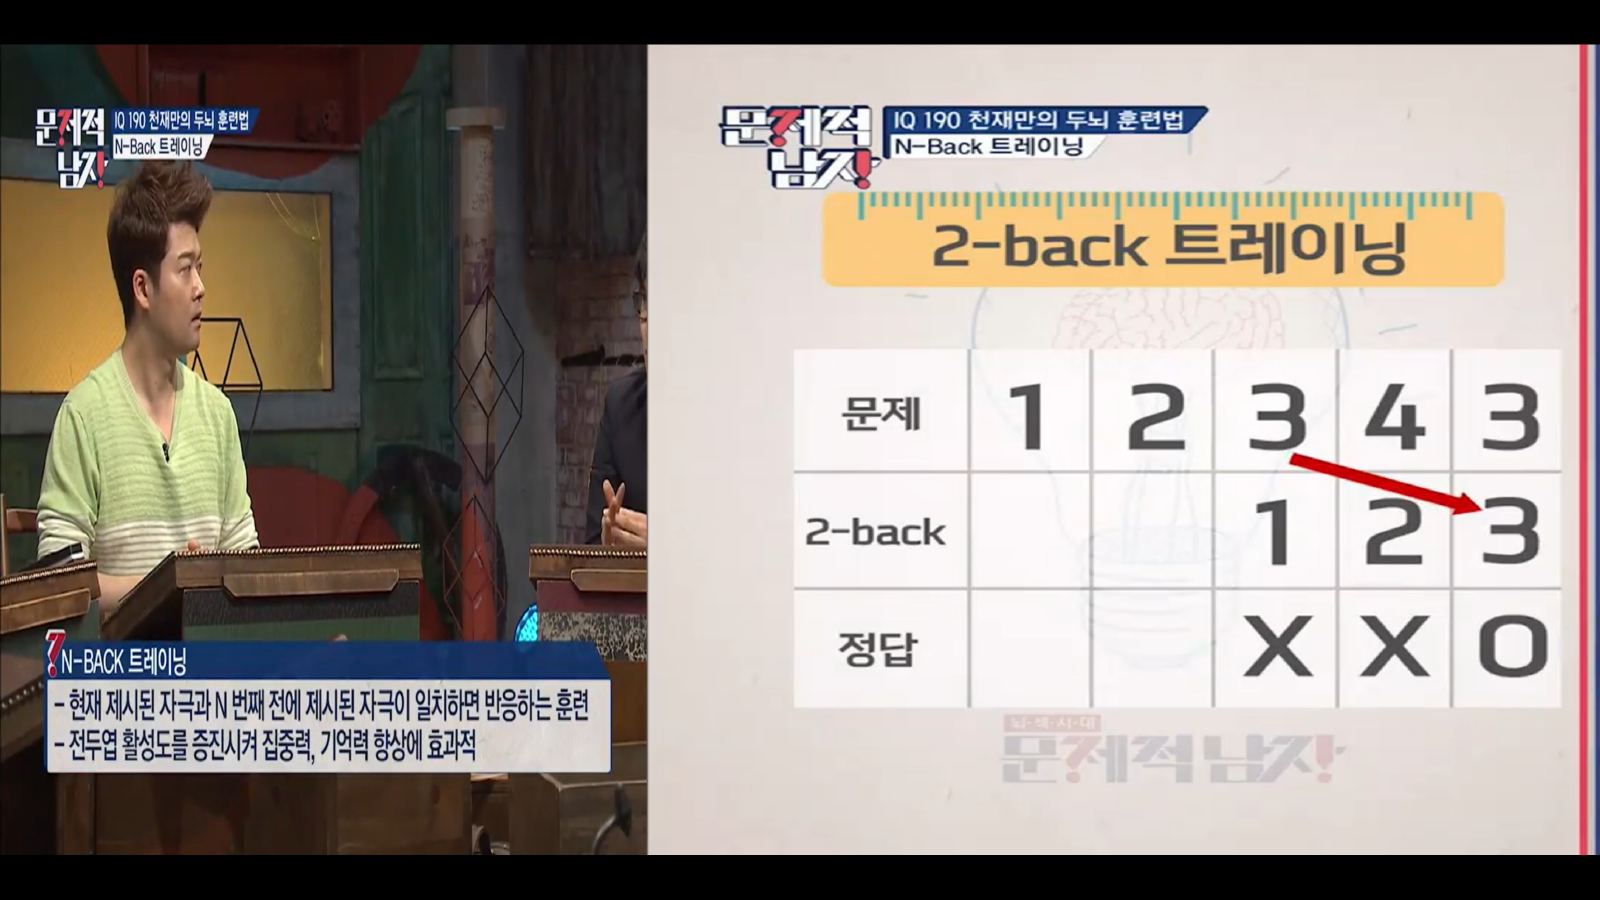 문제적
남자
IQ 190 천재만의 두뇌 훈련법
N-Back 트레이닝
N-BACK 트레이닝
- 현재 제시된 자극과 N 번째 전에 제시된 자극이 일치하면 반응하는 훈련
- 전두엽 활성도를 증진시켜 집중력, 기억력 향상에 효과적
문제적
남자
IQ 190 천재만의 두뇌 훈련법
N-Back 트레이닝
2-back 트레이닝
문제 1 2 3 4 3
2-back 1 2 3
정답 X X O
뇌·섹·시·대
문제적 남자